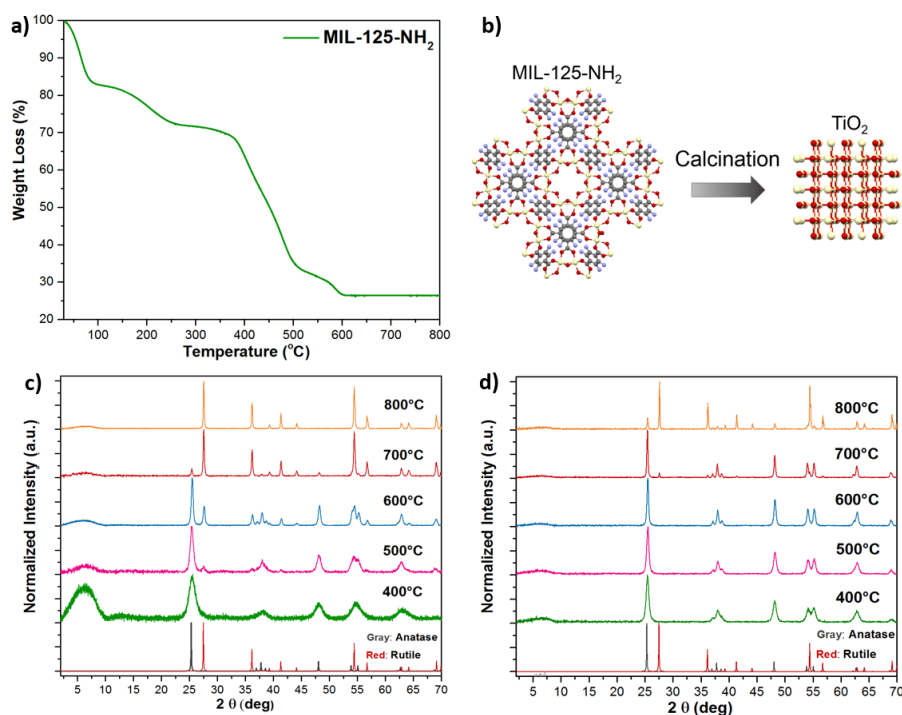 a)
MIL-125-NH2
100
90
80
70
60
50
40
30
20
0
100
200
300
400
500
600
700
800
Weight Loss (%)
Temperature (oC)
b)
MIL-125-NH2
Calcination
TiO2
c)
800°C
700°C
600°C
500°C
400°C
Gray: Anatase
Red: Rutile
Normalized Intensity (a.u.)
5
10
15
20
25
30
35
40
45
50
55
60
65
70
2 θ (deg)
d)
800°C
700°C
600°C
500°C
400°C
Gray: Anatase
Red: Rutile
Normalized Intensity (a.u.)
5
10
15
20
25
30
35
40
45
50
55
60
65
70
2 θ (deg)